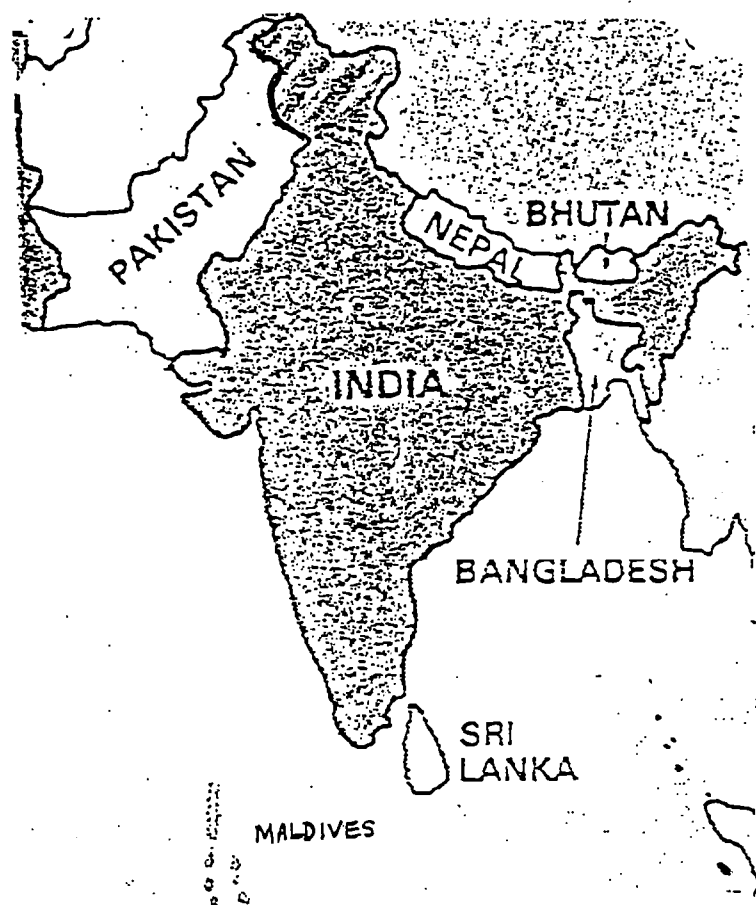 PAKISTAN
NEPAL
BHUTAN
INDIA
BANGLADESH
SRI
LANKA
MALDIVES